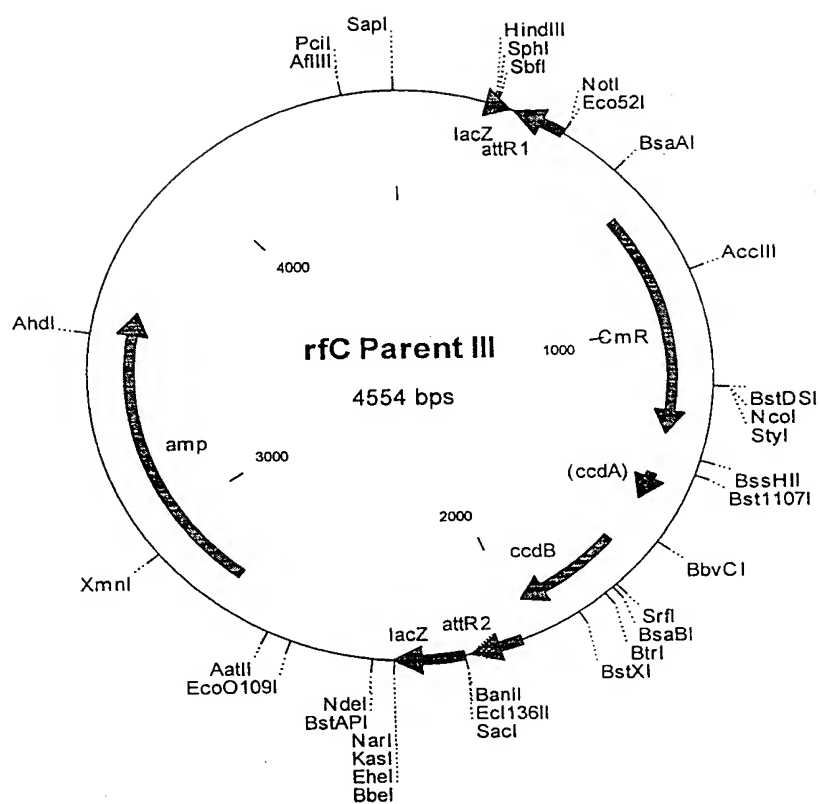 SapI
PciI
AflIII
HindIII
SphI
SbfI
NotI
Eco52I
lacZ
attR1
BsaAI
4000
AccIII
AhdI
rfC Parent III
4554 bps
1000
CmR
BstDSI
NcoI
StyI
amp
3000
(ccdA)
BssHII
Bst1107I
2000
ccdB
BbvCI
XmnI
SrfI
BsaBI
BtrI
BstXI
lacZ
attR2
AatII
EcoO109I
NdeI
BstAPI
NarI
KasI
EheI
BbeI
BanII
Ecl136II
SacI